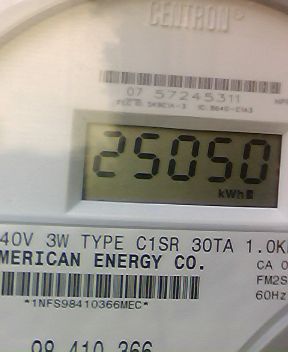 CENTRON®
07 57245311
25050
kWh
40V 3W TYPE C1SR 30TA 1.0K
MERICAN ENERGY CO.
CA 0
FM2S
60Hz
*1NFS98410366MEC*
98 410 366